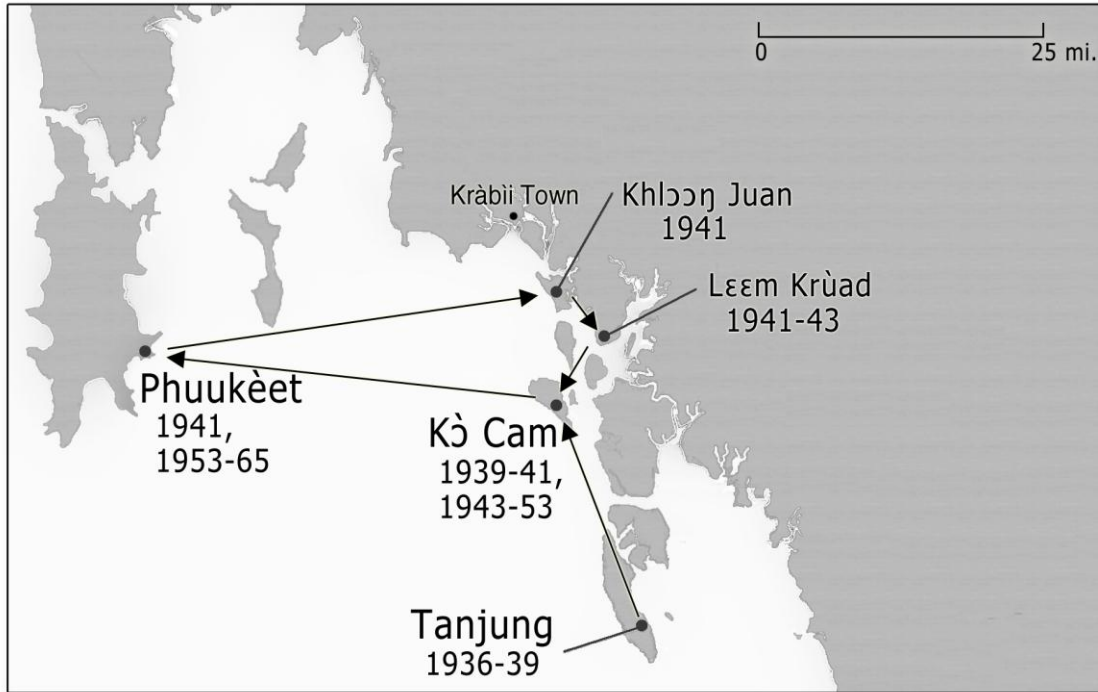 0 25 mi.
Kràbìi Town
Khlɔɔŋ Juan
1941
Lɛɛm Krùad
1941-43
Phuukèet
1941,
1953-65
Kɔ̀ Cam
1939-41,
1943-53
Tanjung
1936-39